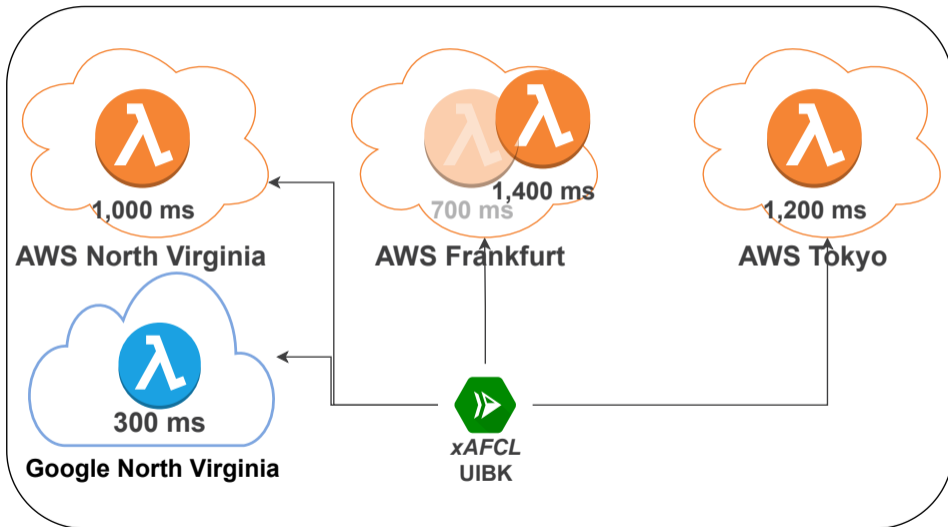 1,000 ms
AWS North Virginia
700 ms
1,400 ms
AWS Frankfurt
1,200 ms
AWS Tokyo
300 ms
Google North Virginia
xAFCL
UIBK